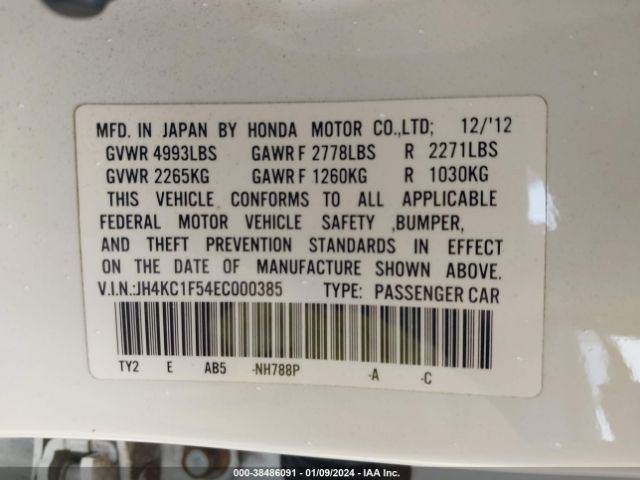 MFD. IN JAPAN BY HONDA MOTOR CO.,LTD; 12/'12
GVWR 4993LBS GAWR F 2778LBS R 2271LBS
GVWR 2265KG GAWR F 1260KG R 1030KG
THIS VEHICLE CONFORMS TO ALL APPLICABLE
FEDERAL MOTOR VEHICLE SAFETY ,BUMPER,
AND THEFT PREVENTION STANDARDS IN EFFECT
ON THE DATE OF MANUFACTURE SHOWN ABOVE.
V.I.N.:JH4KC1F54EC000385 TYPE: PASSENGER CAR
TY2 E AB5 -NH788P -A -C
000-38486091 - 01/09/2024 - IAAI.COM